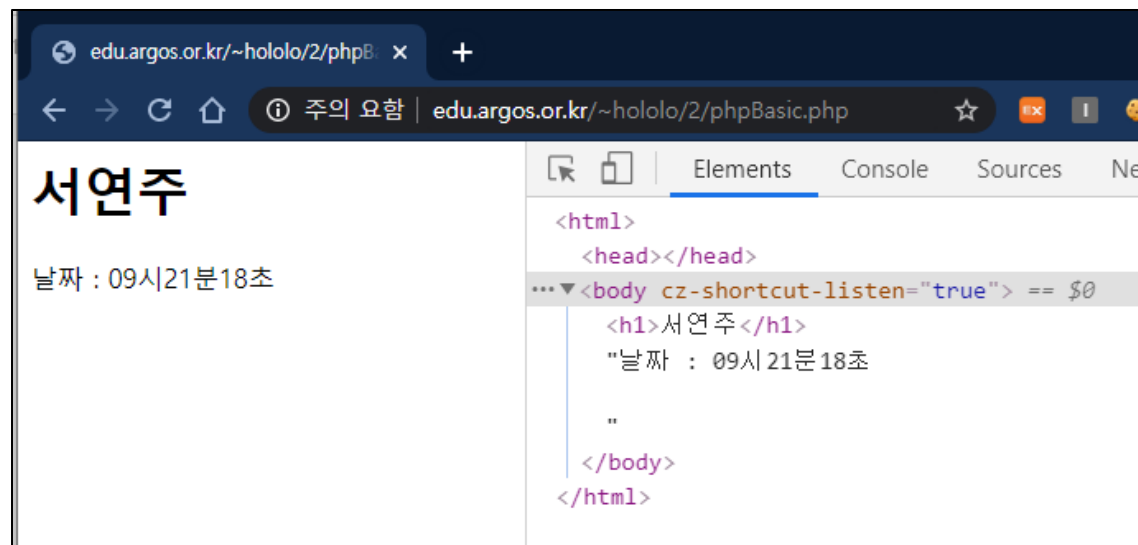 edu.argos.or.kr/~hololo/2/phpB
주의 요함 edu.argos.or.kr/~hololo/2/phpBasic.php
서연주
날짜 : 09시21분18초
Elements Console Sources Ne
<html>
<head></head>
<body cz-shortcut-listen="true"> == $0
<h1>서연주</h1>
"날짜 : 09시21분18초
"
</body>
</html>